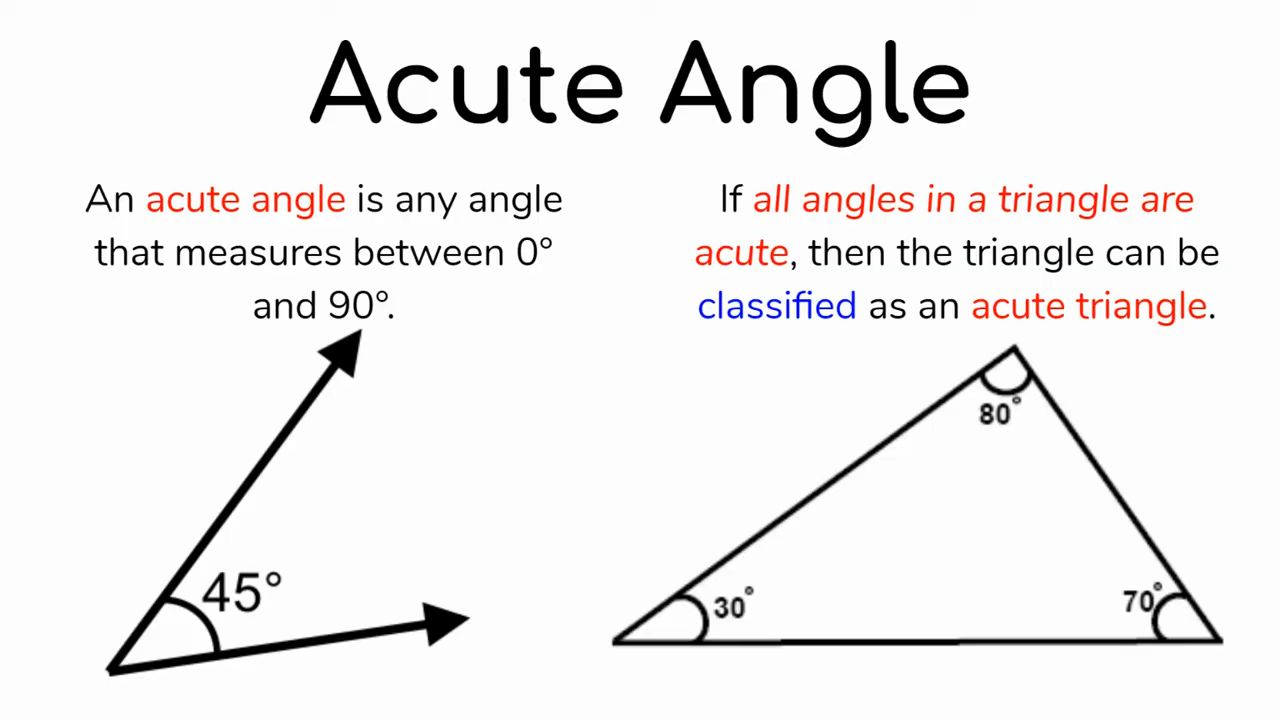 Acute Angle
An acute angle is any angle
that measures between 0°
and 90°.
If all angles in a triangle are
acute, then the triangle can be
classified as an acute triangle.
45°
80°
30°
70°